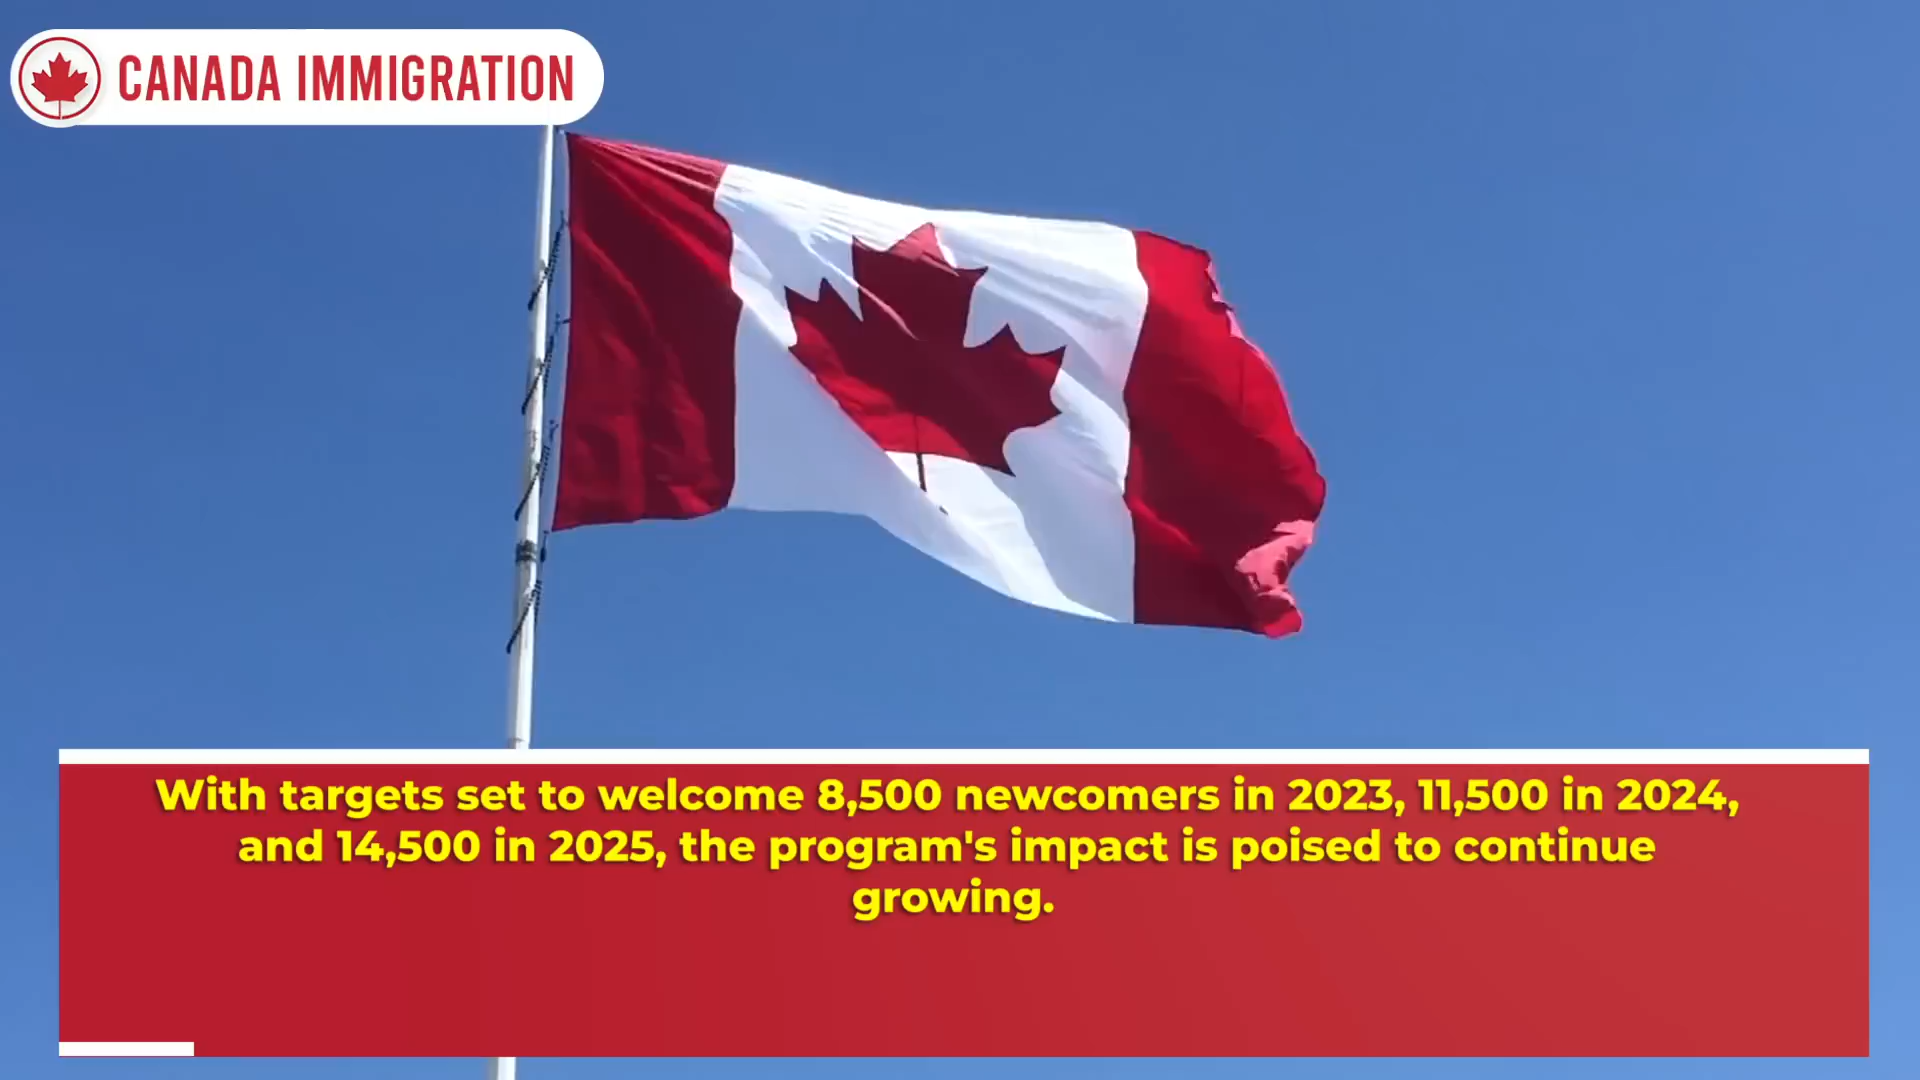 CANADA IMMIGRATION
With targets set to welcome 8,500 newcomers in 2023, 11,500 in 2024,
and 14,500 in 2025, the program's impact is poised to continue
growing.